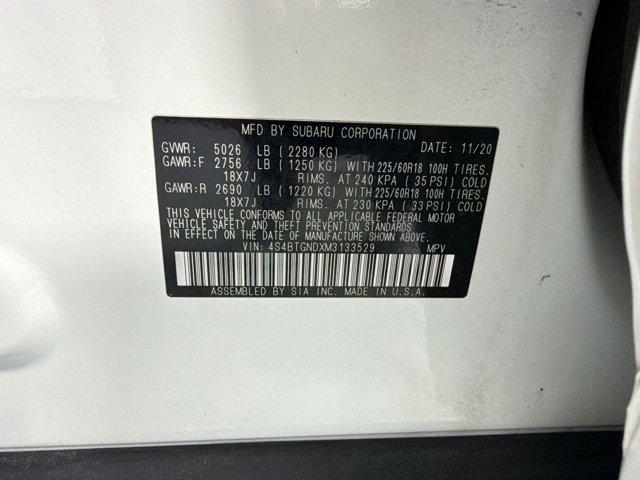 MFD BY SUBARU CORPORATION DATE: 11/20
GVWR: 5026 LB (2280 KG)
GAWR:F 2756 LB (1250 KG) WITH 225/60R18 100H TIRES.
18X7J RIMS. AT 240 KPA (35 PSI) COLD
GAWR:R 2690 LB (1220 KG) WITH 225/60R18 100H TIRES.
18X7J RIMS. AT 230 KPA (33 PSI) COLD
THIS VEHICLE CONFORMS TO ALL APPLICABLE FEDERAL MOTOR
VEHICLE SAFETY AND THEFT PREVENTION STANDARDS
IN EFFECT ON THE DATE OF MANUFACTURE SHOWN ABOVE.
VIN: 4S4BTGNDXM3133529 MPV
ASSEMBLED BY SIA INC. MADE IN U.S.A.